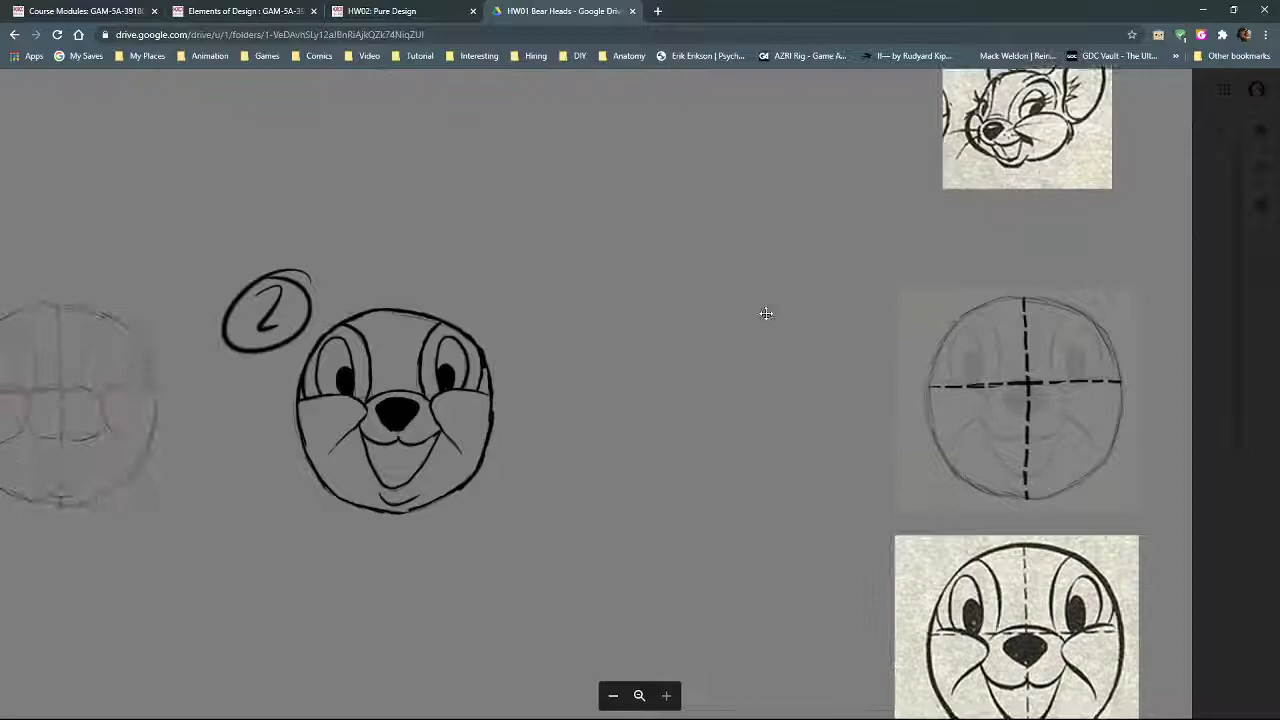 Course Modules: GAM-5A-3918(
Elements of Design : GAM-5A-39
HW02: Pure Design
HW01 Bear Heads - Google Driv
drive.google.com/drive/u/1/folders/1-VeDAvhSLy12aJBnRiAjkQZk74NiqZUI
Apps
My Saves
My Places
Animation
Games
Comics
Video
Tutorial
Interesting
Hiring
DIY
Anatomy
Erik Erikson | Psych...
AZRI Rig - Game A...
If— by Rudyard Kip...
Mack Weldon | Rein...
GDC Vault - The Ult...
»
Other bookmarks
2